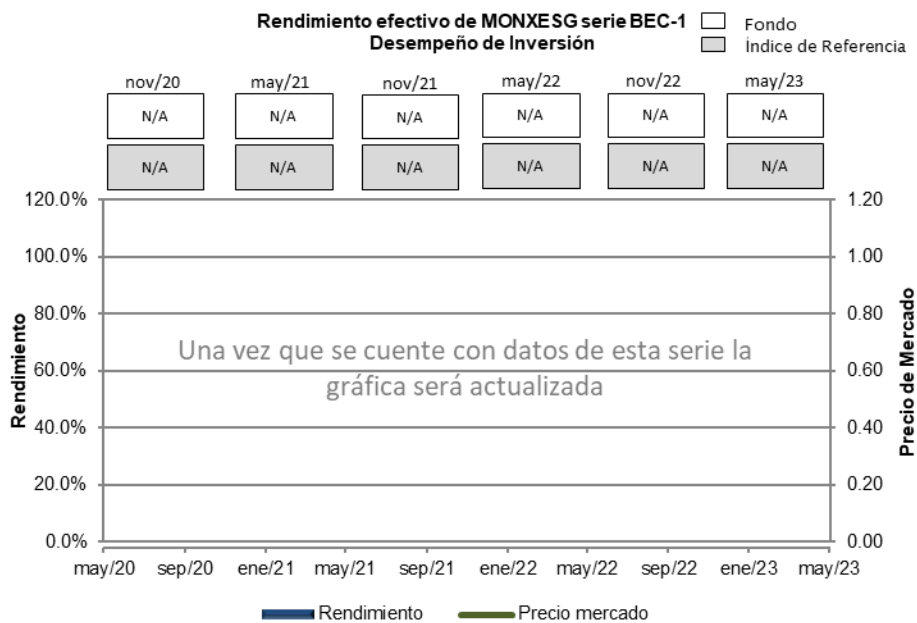 Rendimiento efectivo de MONXESG serie BEC-1
Desempeño de Inversión
Fondo
Índice de Referencia
nov/20 may/21 nov/21 may/22 nov/22 may/23
N/A N/A N/A N/A N/A N/A
N/A N/A N/A N/A N/A N/A
120.0% 1.20
100.0% 1.00
80.0% 0.80
60.0% 0.60
40.0% 0.40
20.0% 0.20
0.0% 0.00
Rendimiento
Precio de Mercado
Una vez que se cuente con datos de esta serie la
gráfica será actualizada
may/20 sep/20 ene/21 may/21 sep/21 ene/22 may/22 sep/22 ene/23 may/23
Rendimiento Precio mercado